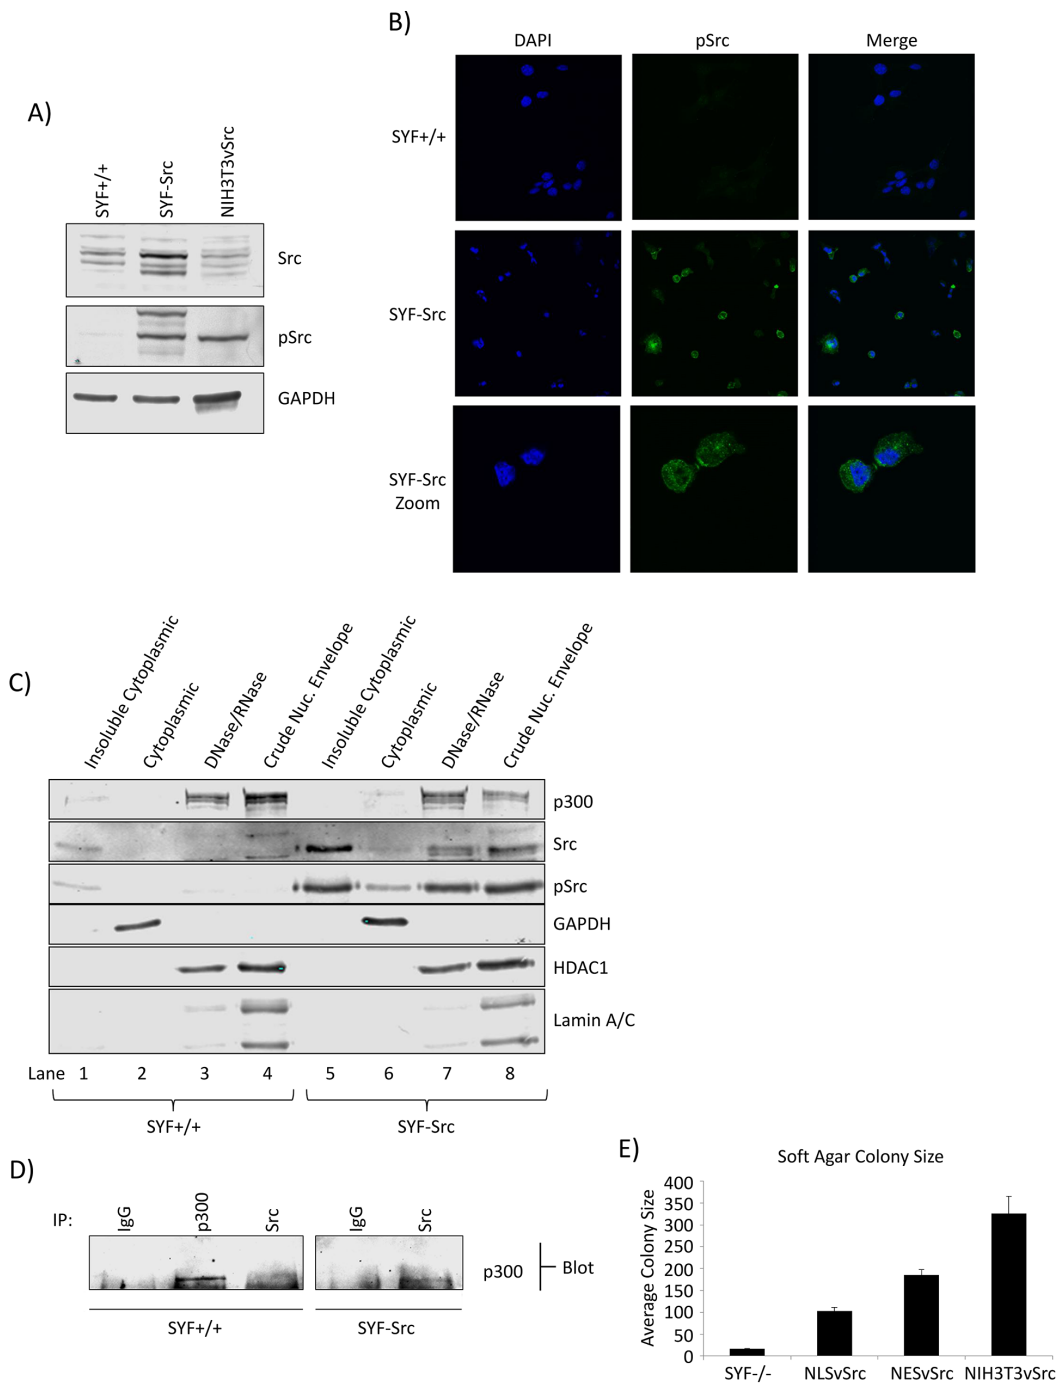 A)
SYF+/+
SYF-Src
NIH3T3vSrc
Src
pSrc
GAPDH
B)
DAPI pSrc Merge
SYF+/+
SYF-Src
SYF-Src
Zoom
C)
Insoluble Cytoplasmic
Cytoplasmic
DNase/RNase
Crude Nuc. Envelope
Insoluble Cytoplasmic
Cytoplasmic
DNase/RNase
Crude Nuc. Envelope
p300
Src
pSrc
GAPDH
HDAC1
Lamin A/C
Lane 1 2 3 4 5 6 7 8
SYF+/+ SYF-Src
D)
IP: IgG p300 Src IgG Src
p300 Blot
SYF+/+ SYF-Src
E)
Soft Agar Colony Size
Average Colony Size
400
350
300
250
200
150
100
50
0
SYF-/- NLSvSrc NESvSrc NIH3T3vSrc